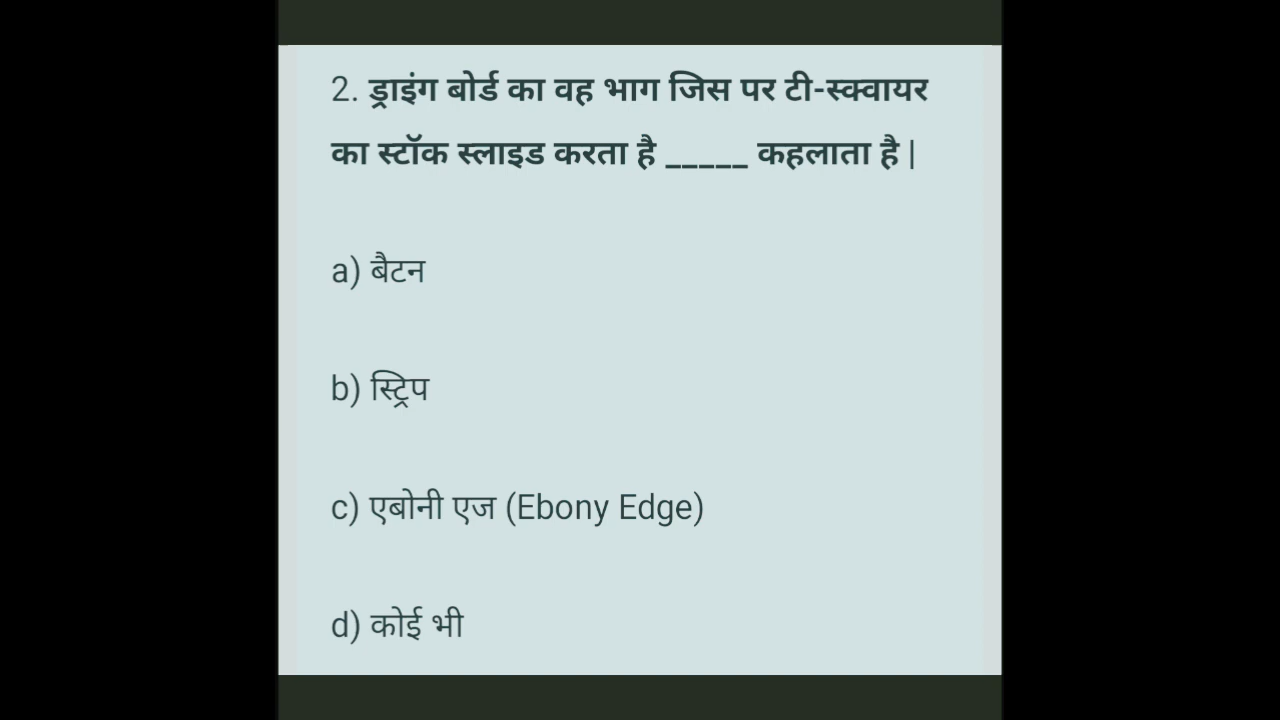 2. ड्राइंग बोर्ड का वह भाग जिस पर टी-स्क्वायर
का स्टॉक स्लाइड करता है _____ कहलाता है |
a) बैटन
b) स्ट्रिप
c) एबोनी एज (Ebony Edge)
d) कोई भी